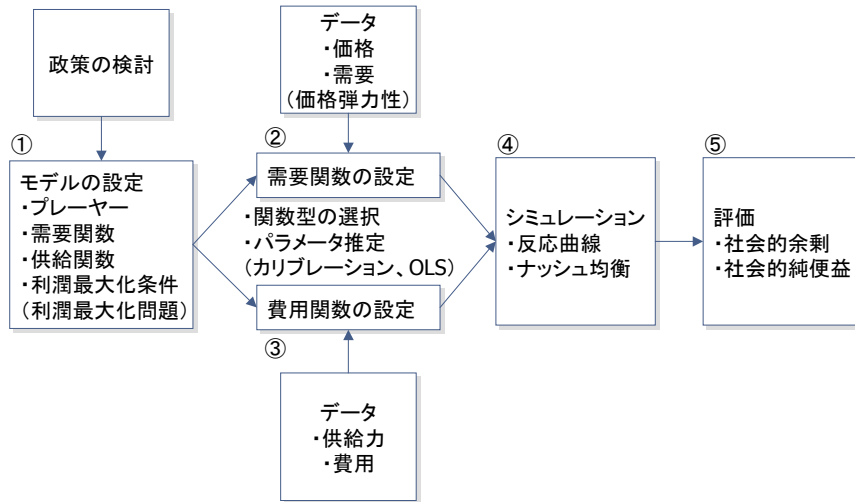 政策の検討
データ
・価格
・需要
(価格弾力性)
①
モデルの設定
・プレーヤー
・需要関数
・供給関数
・利潤最大化条件
(利潤最大化問題)
②
需要関数の設定
・関数型の選択
・パラメータ推定
(カリブレーション、OLS)
費用関数の設定
③
データ
・供給力
・費用
④
シミュレーション
・反応曲線
・ナッシュ均衡
⑤
評価
・社会的余剰
・社会的純便益